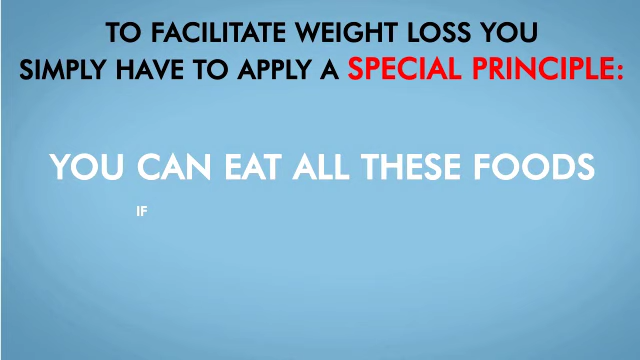 TO FACILITATE WEIGHT LOSS YOU
SIMPLY HAVE TO APPLY A SPECIAL PRINCIPLE:
YOU CAN EAT ALL THESE FOODS
IF